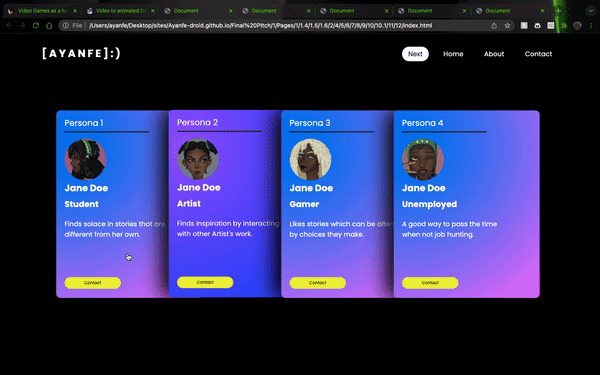 Video Games as a
Video to animated G
Document
Document
Document
Document
Document
File
/Users/ayanfe/Desktop/sites/Ayanfe-droid.github.io/Final%20Pitch/1/Pages/1/1.4/1.5/1.6/2/4/5/6/7/8/9/10/10.1/11/12/index.html
[AYANFE]:)
Next
Home
About
Contact
Persona 1
Jane Doe
Student
Finds solace in stories that are
different from her own.
Contact
Persona 2
Jane Doe
Artist
Finds Inspiration by interacting
with other Artist's work.
Contact
Persona 3
Jane Doe
Gamer
Likes stories which can be alter
by choices they make.
Contact
Persona 4
Jane Doe
Unemployed
A good way to pass the time
when not job hunting.
Contact